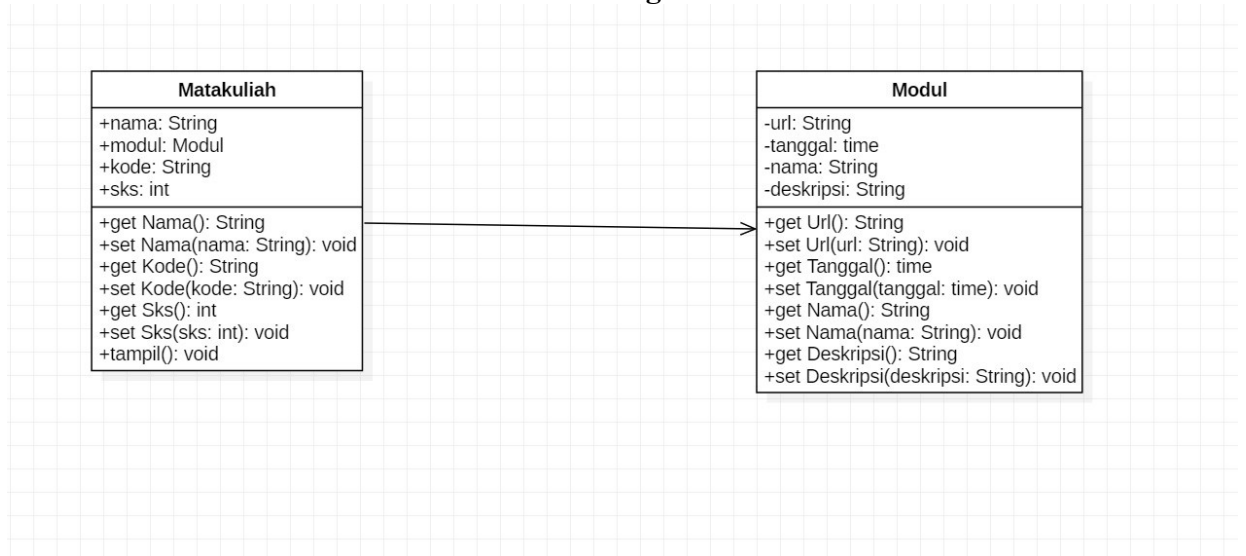 Matakuliah
+nama: String
+modul: Modul
+kode: String
+sks: int
+get Nama(): String
+set Nama(nama: String): void
+get Kode(): String
+set Kode(kode: String): void
+get Sks(): int
+set Sks(sks: int): void
+tampil(): void
Modul
-url: String
-tanggal: time
-nama: String
-deskripsi: String
+get Url(): String
+set Url(url: String): void
+get Tanggal(): time
+set Tanggal(tanggal: time): void
+get Nama(): String
+set Nama(nama: String): void
+get Deskripsi(): String
+set Deskripsi(deskripsi: String): void